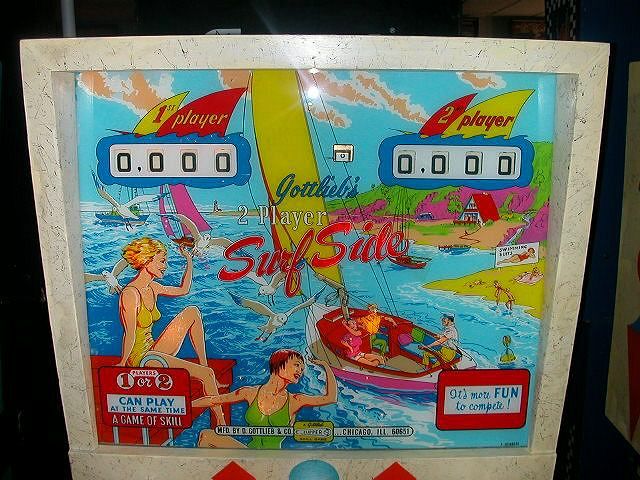 1st player
2nd player
0,000
0
0,000
Gottlieb's
2 Player
Surf Side
SWIMMING
PLAYERS
1 or 2
CAN PLAY
AT THE SAME TIME
A GAME OF SKILL
It's more FUN
to compete!
MFD. BY D. GOTTLIEB & CO. CHICAGO, ILL. 60651